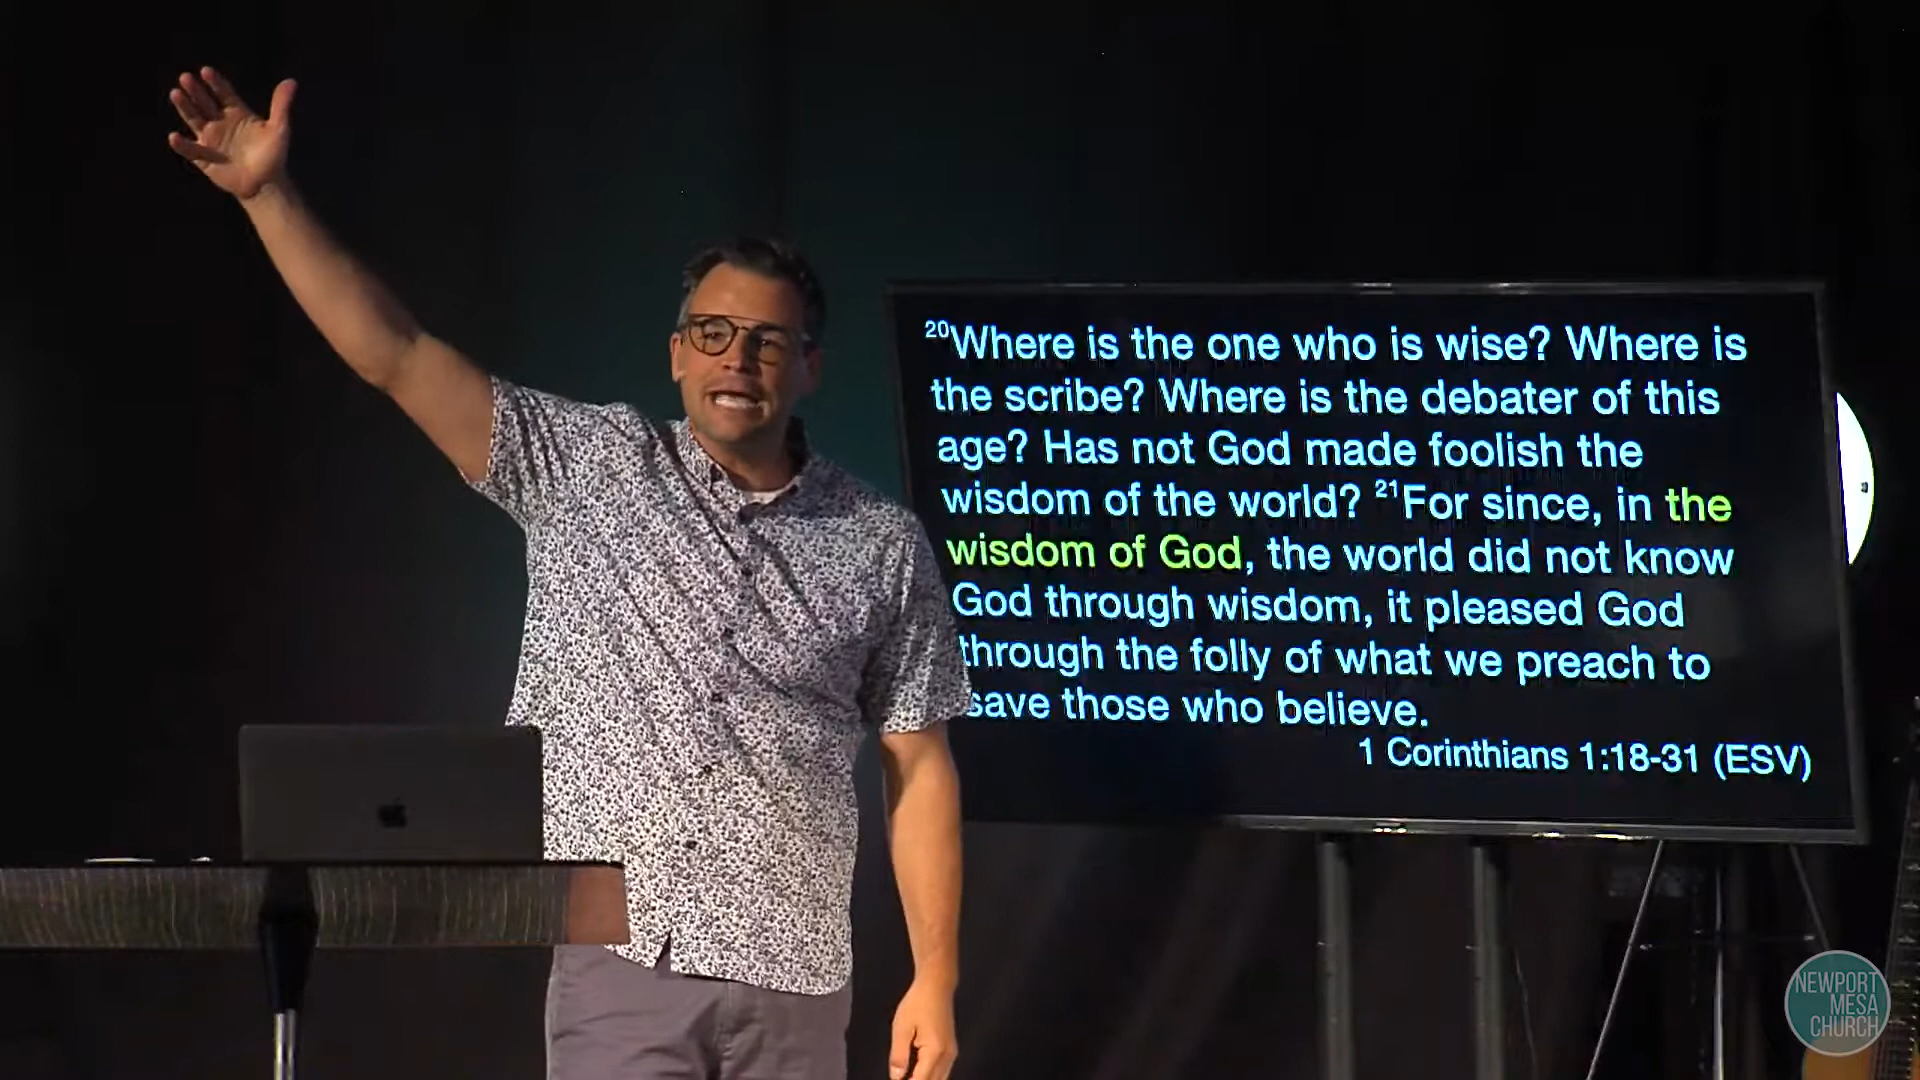 20Where is the one who is wise? Where is
the scribe? Where is the debater of this
age? Has not God made foolish the
wisdom of the world? 21For since, in the
wisdom of God, the world did not know
God through wisdom, it pleased God
through the folly of what we preach to
save those who believe.
1 Corinthians 1:18-31 (ESV)
NEWPORT
MESA
CHURCH